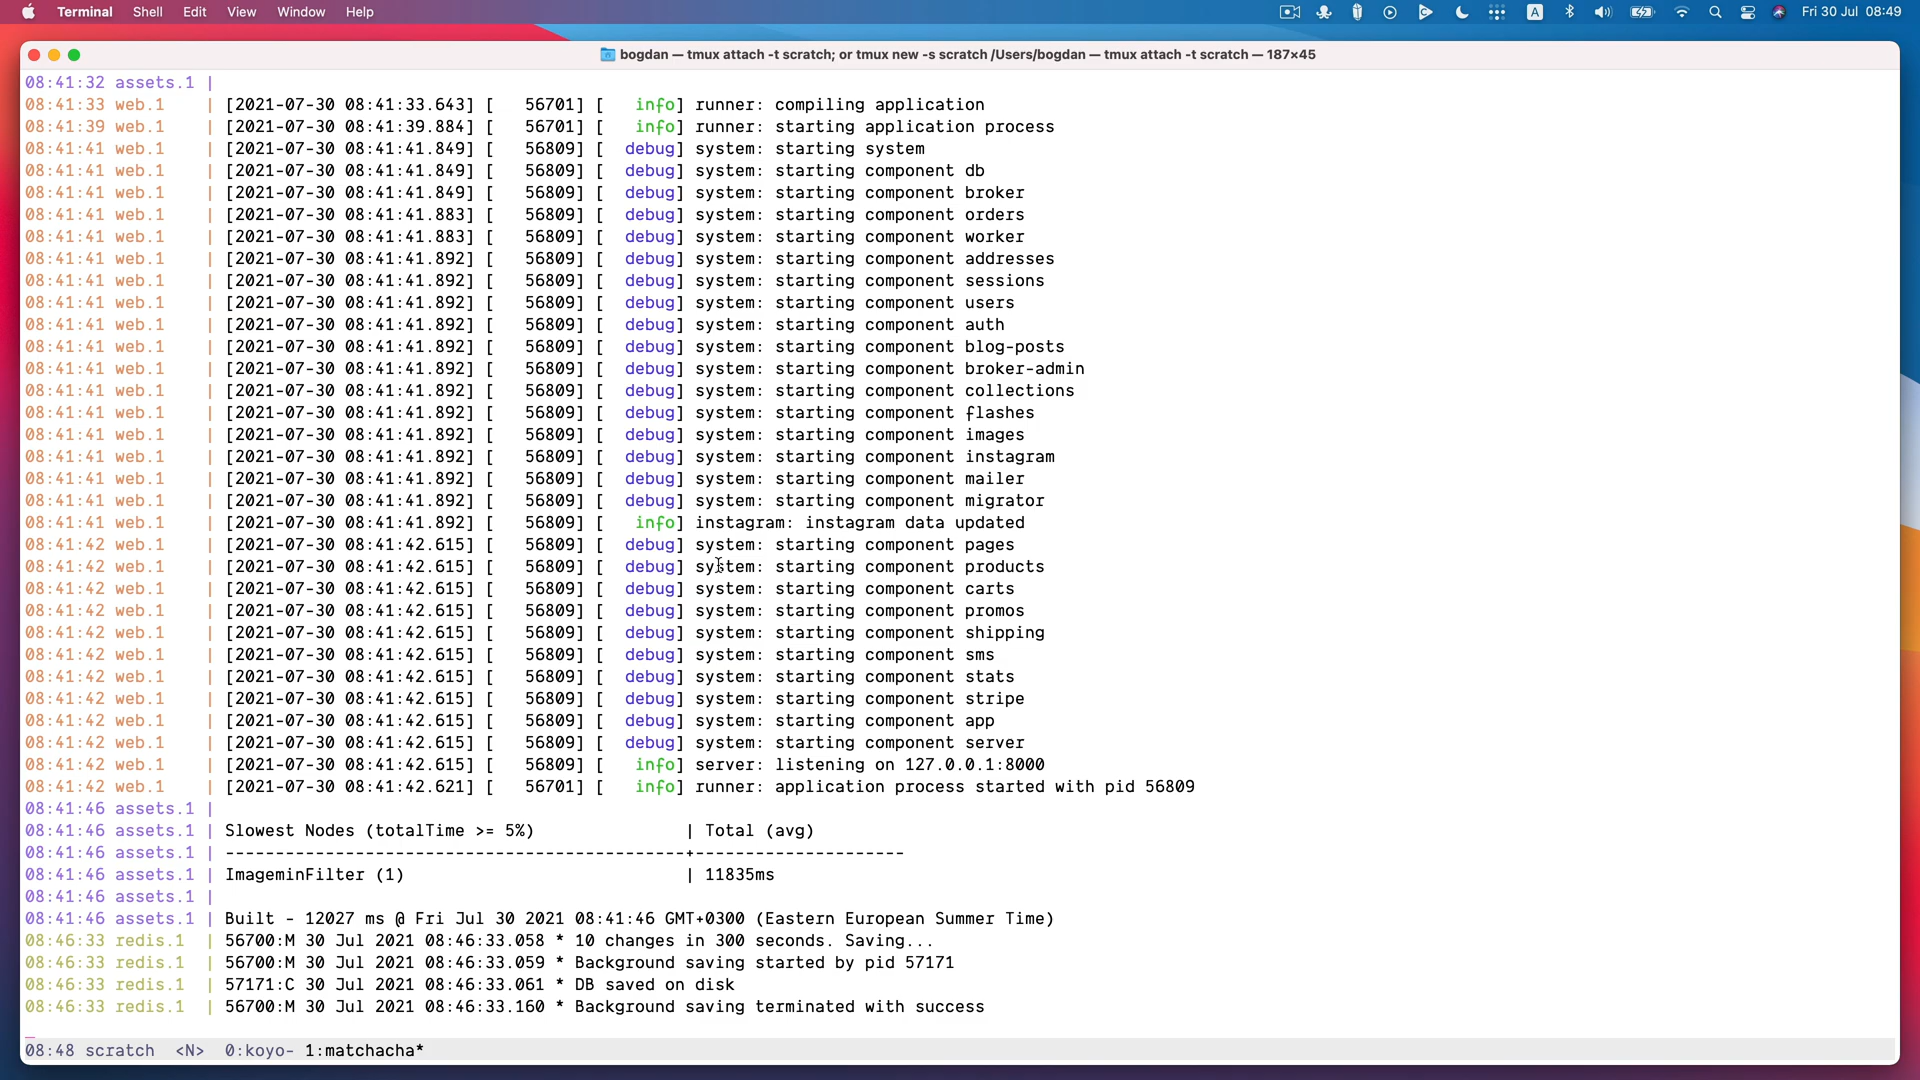 Terminal Shell Edit View Window Help A Fri 30 Jul 08:49
bogdan — tmux attach -t scratch; or tmux new -s scratch /Users/bogdan — tmux attach -t scratch — 187×45
08:41:32 assets.1 |
08:41:33 web.1 | [2021-07-30 08:41:33.643] [ 56701] [ info] runner: compiling application
08:41:39 web.1 | [2021-07-30 08:41:39.884] [ 56701] [ info] runner: starting application process
08:41:41 web.1 | [2021-07-30 08:41:41.849] [ 56809] [ debug] system: starting system
08:41:41 web.1 | [2021-07-30 08:41:41.849] [ 56809] [ debug] system: starting component db
08:41:41 web.1 | [2021-07-30 08:41:41.849] [ 56809] [ debug] system: starting component broker
08:41:41 web.1 | [2021-07-30 08:41:41.883] [ 56809] [ debug] system: starting component orders
08:41:41 web.1 | [2021-07-30 08:41:41.883] [ 56809] [ debug] system: starting component worker
08:41:41 web.1 | [2021-07-30 08:41:41.892] [ 56809] [ debug] system: starting component addresses
08:41:41 web.1 | [2021-07-30 08:41:41.892] [ 56809] [ debug] system: starting component sessions
08:41:41 web.1 | [2021-07-30 08:41:41.892] [ 56809] [ debug] system: starting component users
08:41:41 web.1 | [2021-07-30 08:41:41.892] [ 56809] [ debug] system: starting component auth
08:41:41 web.1 | [2021-07-30 08:41:41.892] [ 56809] [ debug] system: starting component blog-posts
08:41:41 web.1 | [2021-07-30 08:41:41.892] [ 56809] [ debug] system: starting component broker-admin
08:41:41 web.1 | [2021-07-30 08:41:41.892] [ 56809] [ debug] system: starting component collections
08:41:41 web.1 | [2021-07-30 08:41:41.892] [ 56809] [ debug] system: starting component flashes
08:41:41 web.1 | [2021-07-30 08:41:41.892] [ 56809] [ debug] system: starting component images
08:41:41 web.1 | [2021-07-30 08:41:41.892] [ 56809] [ debug] system: starting component instagram
08:41:41 web.1 | [2021-07-30 08:41:41.892] [ 56809] [ debug] system: starting component mailer
08:41:41 web.1 | [2021-07-30 08:41:41.892] [ 56809] [ debug] system: starting component migrator
08:41:41 web.1 | [2021-07-30 08:41:41.892] [ 56809] [ info] instagram: instagram data updated
08:41:42 web.1 | [2021-07-30 08:41:42.615] [ 56809] [ debug] system: starting component pages
08:41:42 web.1 | [2021-07-30 08:41:42.615] [ 56809] [ debug] system: starting component products
08:41:42 web.1 | [2021-07-30 08:41:42.615] [ 56809] [ debug] system: starting component carts
08:41:42 web.1 | [2021-07-30 08:41:42.615] [ 56809] [ debug] system: starting component promos
08:41:42 web.1 | [2021-07-30 08:41:42.615] [ 56809] [ debug] system: starting component shipping
08:41:42 web.1 | [2021-07-30 08:41:42.615] [ 56809] [ debug] system: starting component sms
08:41:42 web.1 | [2021-07-30 08:41:42.615] [ 56809] [ debug] system: starting component stats
08:41:42 web.1 | [2021-07-30 08:41:42.615] [ 56809] [ debug] system: starting component stripe
08:41:42 web.1 | [2021-07-30 08:41:42.615] [ 56809] [ debug] system: starting component app
08:41:42 web.1 | [2021-07-30 08:41:42.615] [ 56809] [ debug] system: starting component server
08:41:42 web.1 | [2021-07-30 08:41:42.615] [ 56809] [ info] server: listening on 127.0.0.1:8000
08:41:42 web.1 | [2021-07-30 08:41:42.621] [ 56701] [ info] runner: application process started with pid 56809
08:41:46 assets.1 |
08:41:46 assets.1 | Slowest Nodes (totalTime >= 5%) | Total (avg)
08:41:46 assets.1 | ----------------------------------------------+---------------------
08:41:46 assets.1 | ImageminFilter (1) | 11835ms
08:41:46 assets.1 |
08:41:46 assets.1 | Built - 12027 ms @ Fri Jul 30 2021 08:41:46 GMT+0300 (Eastern European Summer Time)
08:46:33 redis.1 | 56700:M 30 Jul 2021 08:46:33.058 * 10 changes in 300 seconds. Saving...
08:46:33 redis.1 | 56700:M 30 Jul 2021 08:46:33.059 * Background saving started by pid 57171
08:46:33 redis.1 | 57171:C 30 Jul 2021 08:46:33.061 * DB saved on disk
08:46:33 redis.1 | 56700:M 30 Jul 2021 08:46:33.160 * Background saving terminated with success
08:48 scratch <N> 0:koyo- 1:matchacha*